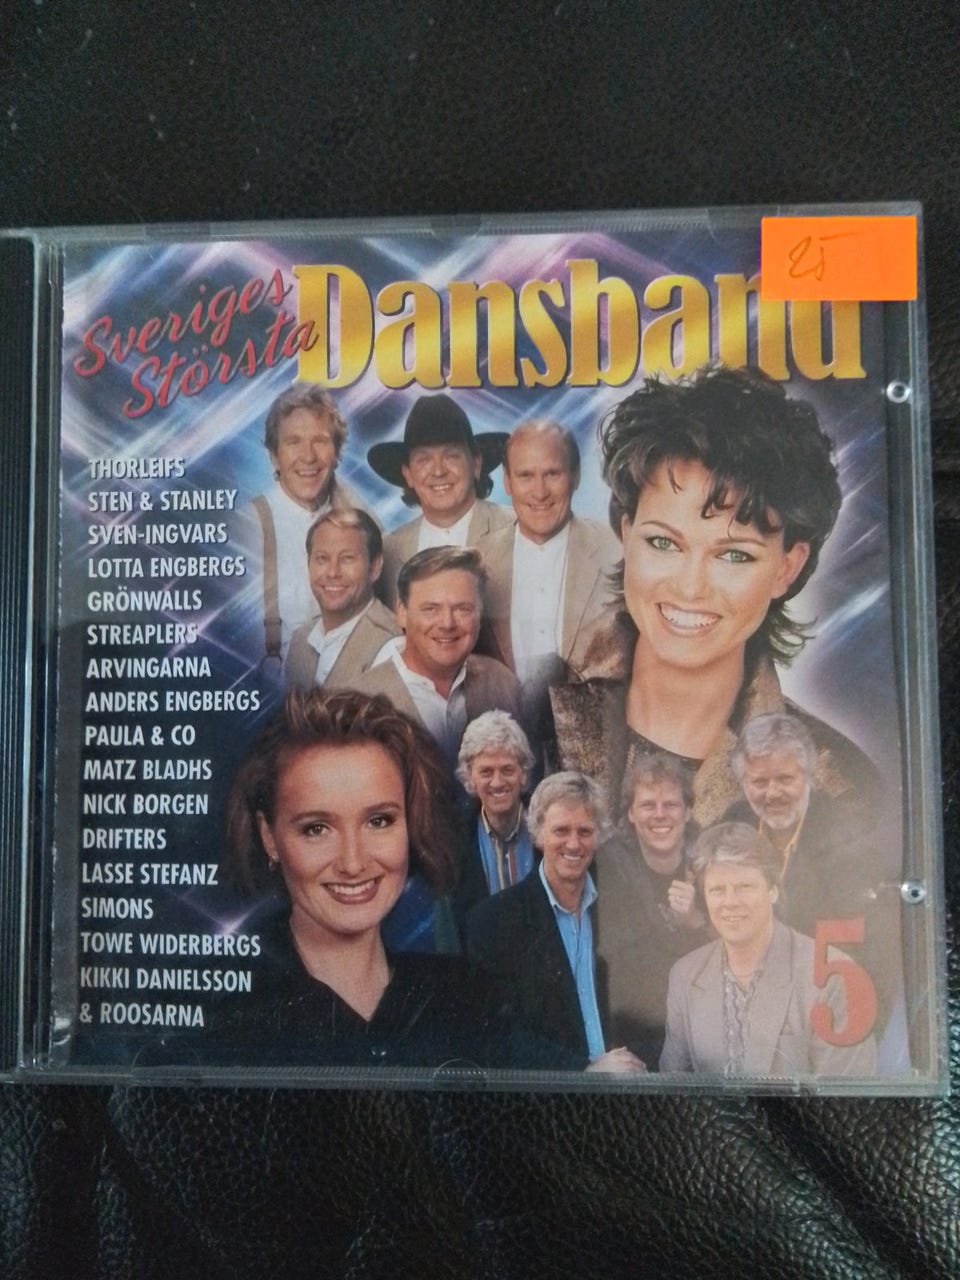 25
Sveriges
Största
Dansband
THORLEIFS
STEN & STANLEY
SVEN-INGVARS
LOTTA ENGBERGS
GRÖNWALLS
STREAPLERS
ARVINGARNA
ANDERS ENGBERGS
PAULA & CO
MATZ BLADHS
NICK BORGEN
DRIFTERS
LASSE STEFANZ
SIMONS
TOWE WIDERBERGS
KIKKI DANIELSSON
& ROOSARNA
5